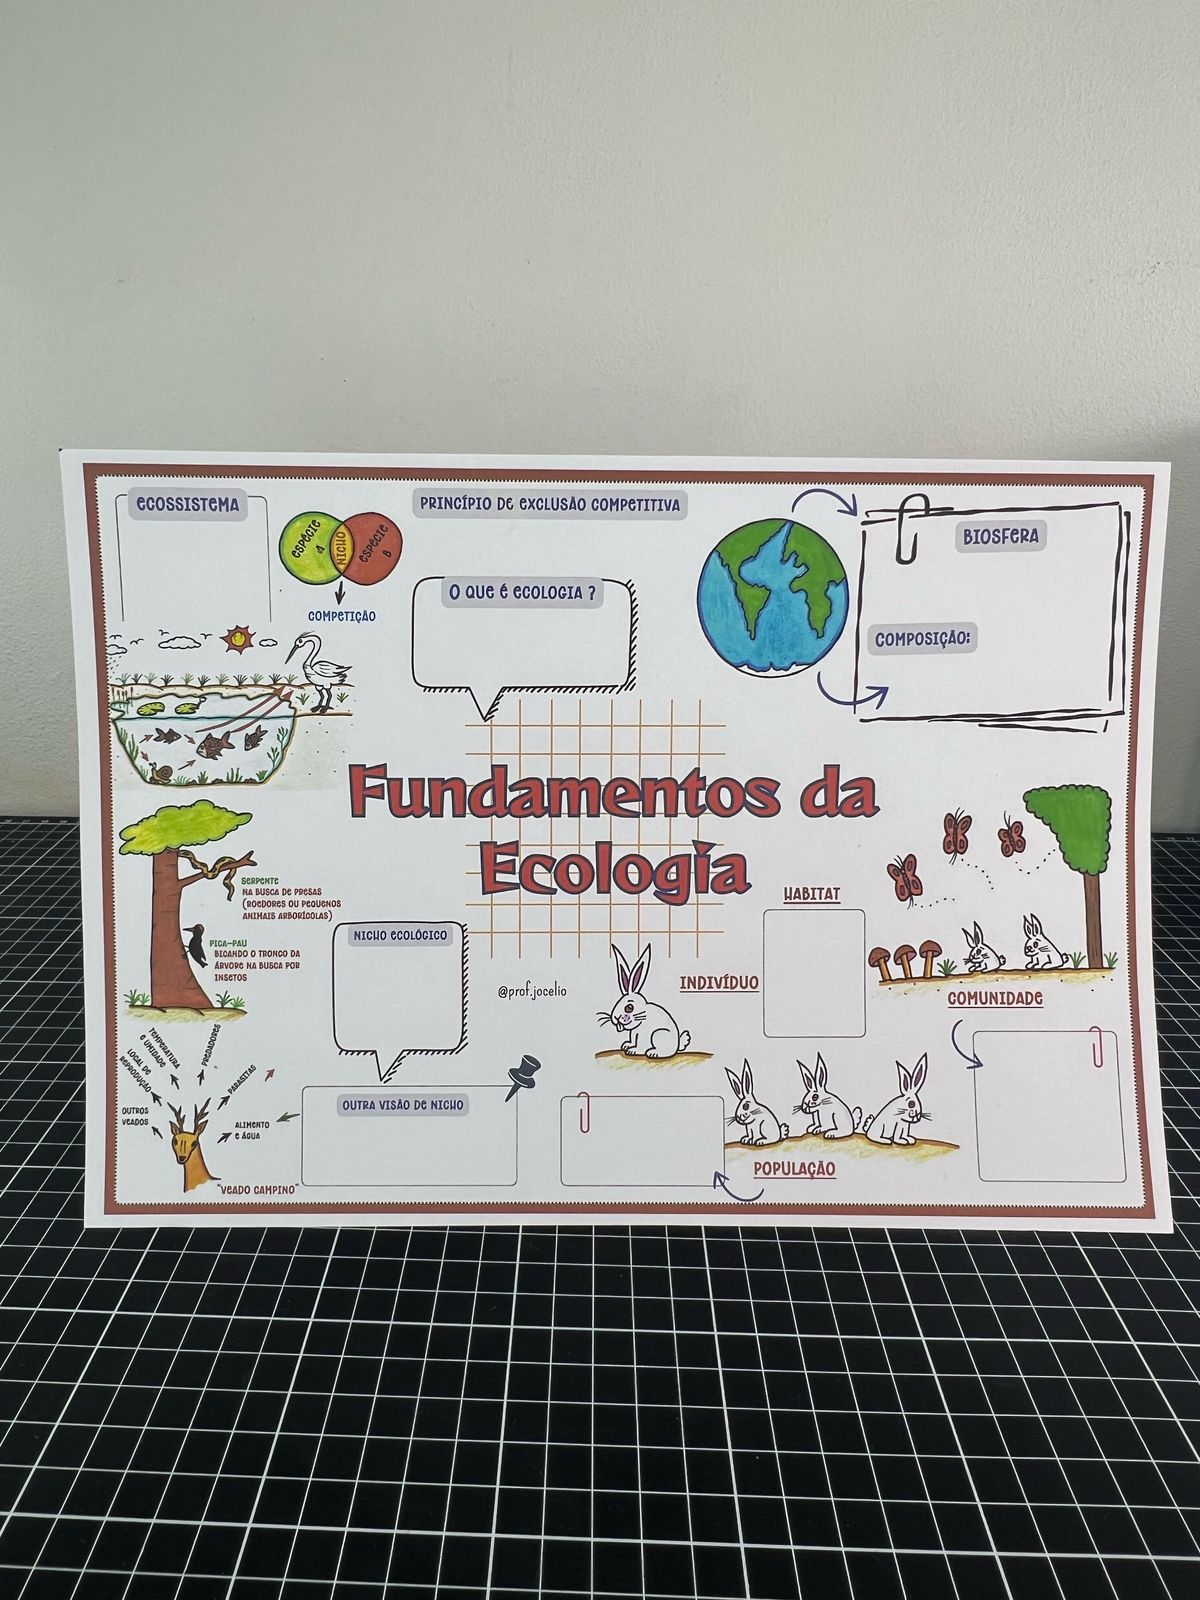 ECOSSISTEMA
ESPÉCIE
A
NICHO
ESPÉCIE
B
COMPETIÇÃO
PRINCÍPIO DE EXCLUSÃO COMPETITIVA
O QUE É ECOLOGIA ?
BIOSFERA
COMPOSIÇÃO:
Fundamentos da
Ecologia
@prof.jocelio
SERPENTE
NA BUSCA DE PRESAS
(ROEDORES OU PEQUENOS
ANIMAIS ARBORÍCOLAS)
PICA-PAU
BICANDO O TRONCO DA
ÁRVORE NA BUSCA POR
INSETOS
NICHO ECOLÓGICO
HABITAT
INDIVÍDUO
COMUNIDADE
OUTROS
VEADOS
LOCAL DE
REPRODUÇÃO
TEMPERATURA
E UMIDADE
PREDADORES
PARASITAS
ALIMENTO
E ÁGUA
"VEADO CAMPINO"
OUTRA VISÃO DE NICHO
POPULAÇÃO